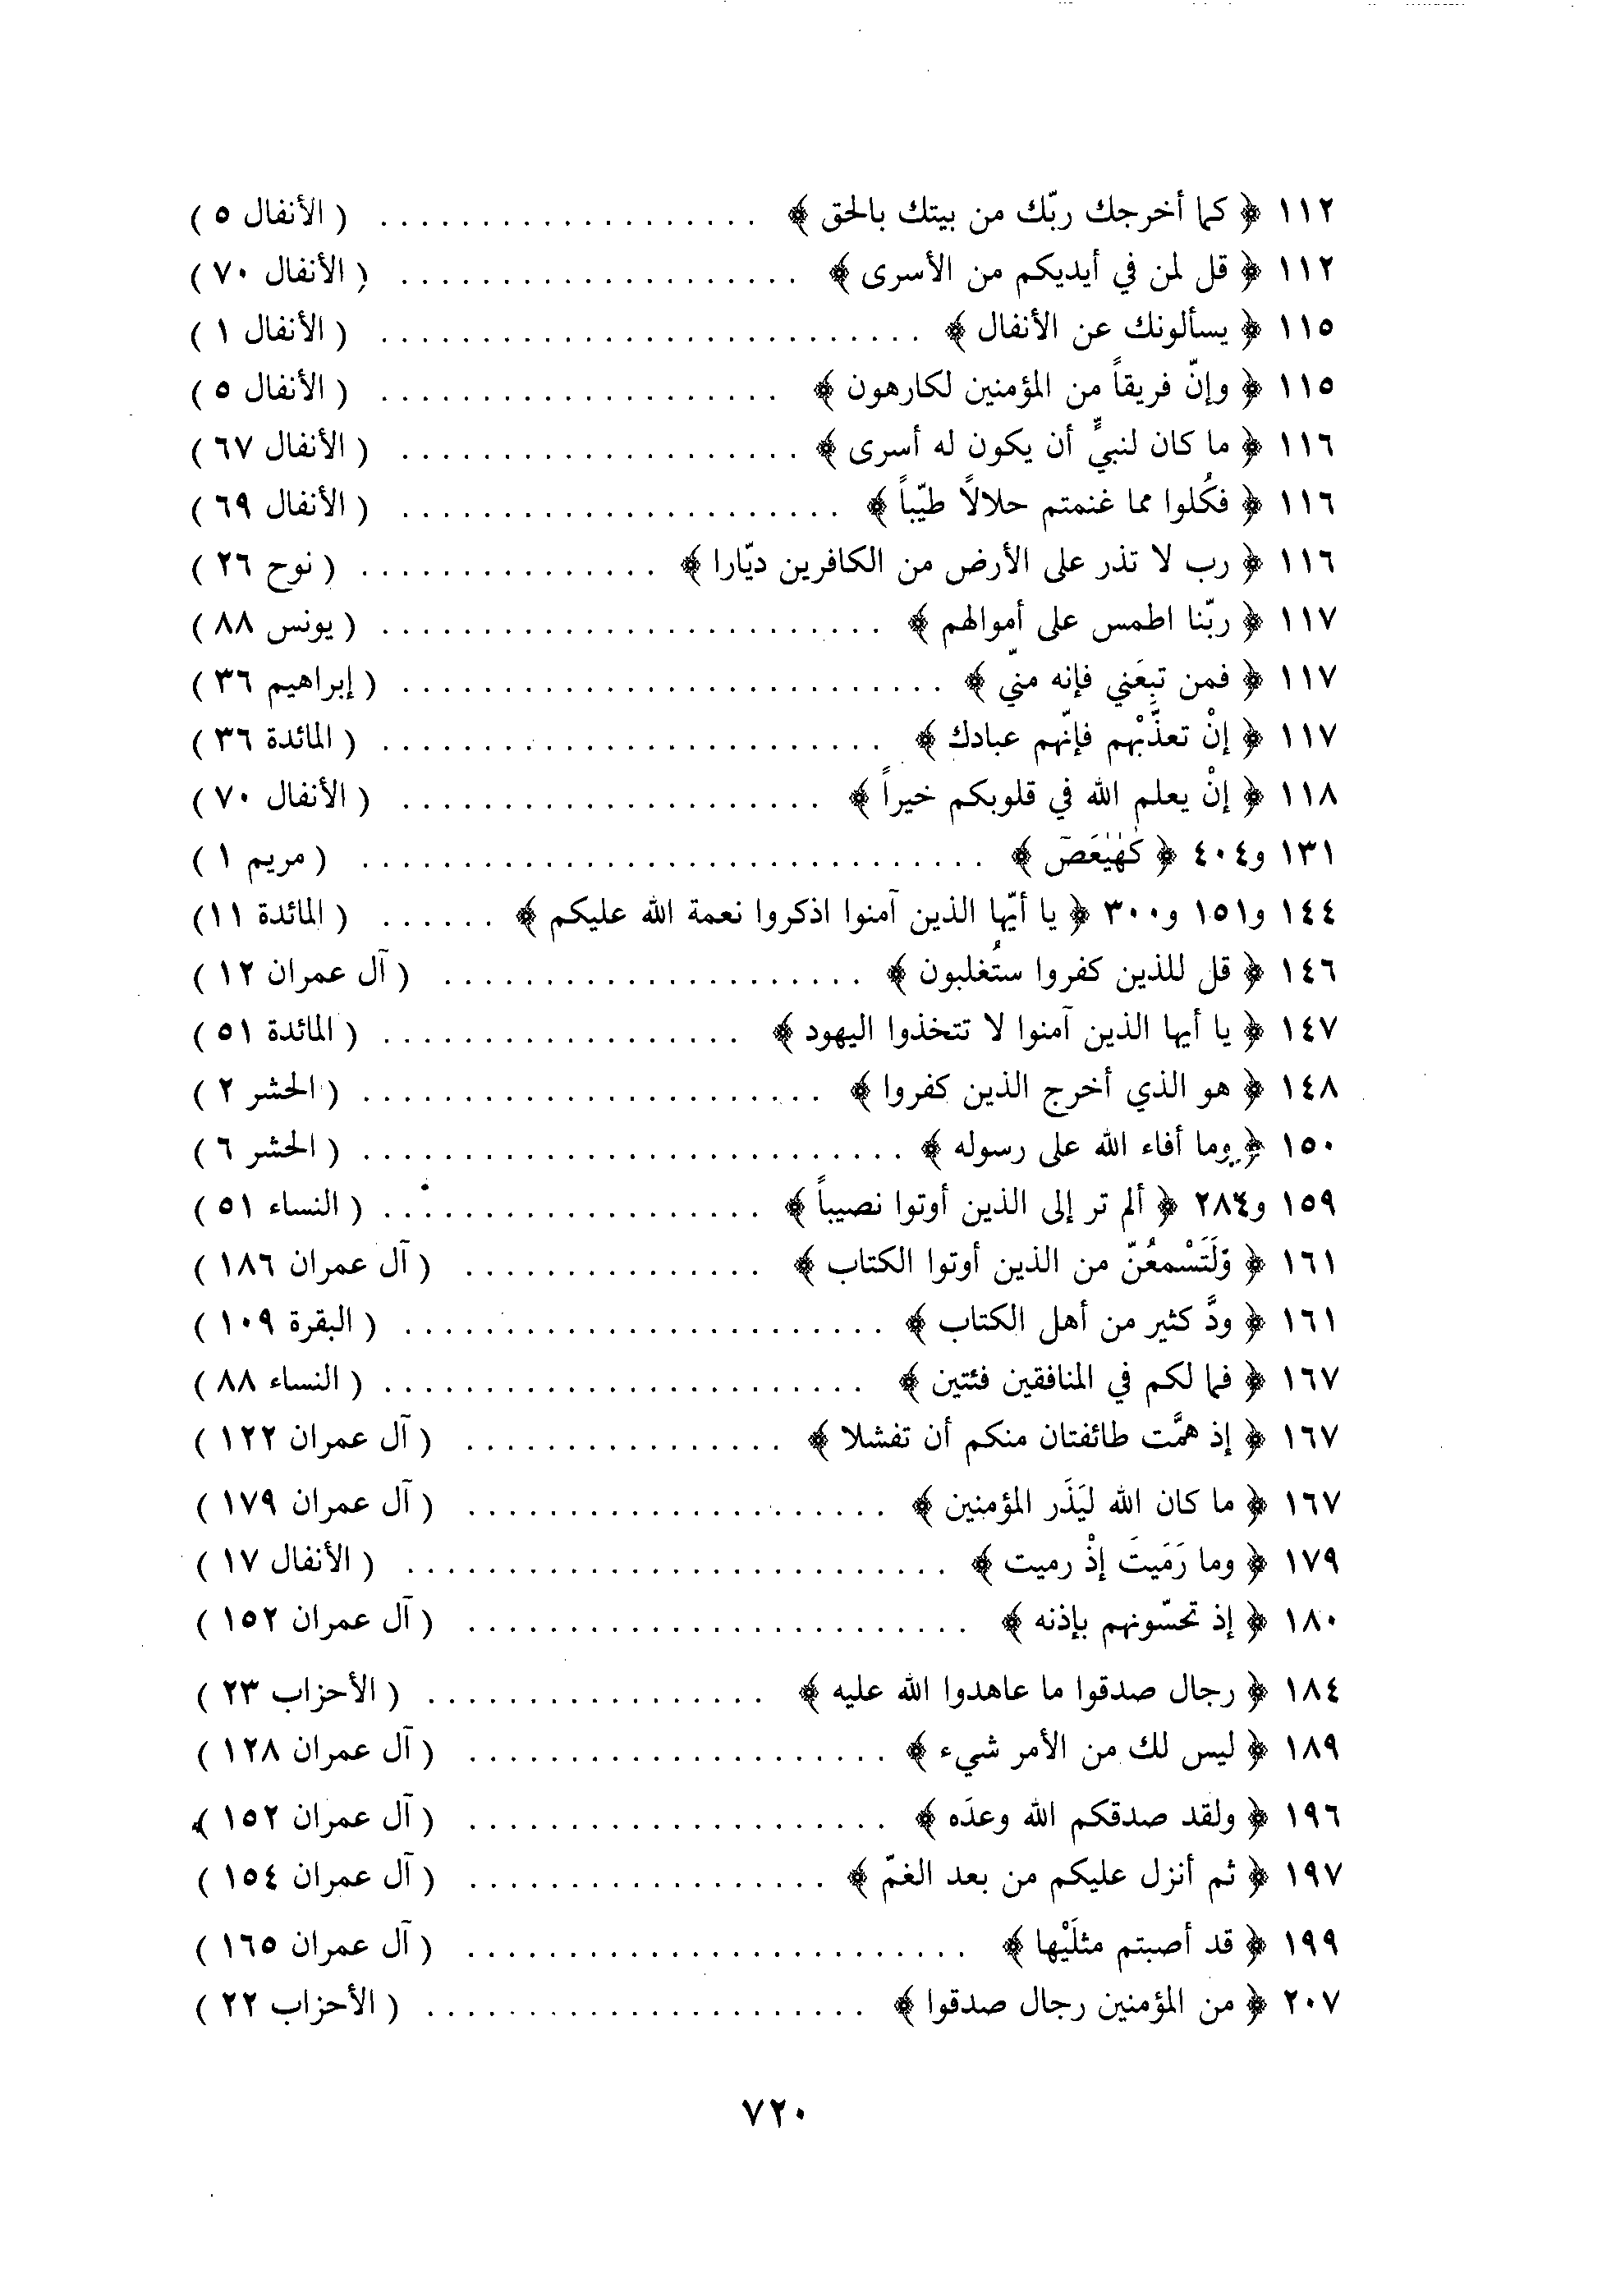 ١١٢ ﴿ كما أخرجك ربّك من بيتك بالحق ﴾ . . . . . . . . . . . . . . . . . . . ( الأنفال ٥ )
١١٢ ﴿ قل لمن في أيديكم من الأسرى ﴾ . . . . . . . . . . . . . . . . . . . . ( الأنفال ٧٠ )
١١٥ ﴿ يسألونك عن الأنفال ﴾ . . . . . . . . . . . . . . . . . . . . . . . . . . . ( الأنفال ١ )
١١٥ ﴿ وإنّ فريقاً من المؤمنين لكارهون ﴾ . . . . . . . . . . . . . . . . . . . . ( الأنفال ٥ )
١١٦ ﴿ ما كان لنبيٍّ أن يكون له أسرى ﴾ . . . . . . . . . . . . . . . . . . . . ( الأنفال ٦٧ )
١١٦ ﴿ فكُلوا مما غنمتم حلالاً طيّباً ﴾ . . . . . . . . . . . . . . . . . . . . . . ( الأنفال ٦٩ )
١١٦ ﴿ رب لا تذر على الأرض من الكافرين ديّارا ﴾ . . . . . . . . . . . . . . . ( نوح ٢٦ )
١١٧ ﴿ ربّنا اطمس على أموالهم ﴾ . . . . . . . . . . . . . . . . . . . . . . . . . ( يونس ٨٨ )
١١٧ ﴿ فمن تبِعَني فإنه منّي ﴾ . . . . . . . . . . . . . . . . . . . . . . . . . . . ( إبراهيم ٣٦ )
١١٧ ﴿ إنْ تعذِّبْهم فإنّهم عبادك ﴾ . . . . . . . . . . . . . . . . . . . . . . . . . ( المائدة ٣٦ )
١١٨ ﴿ إنْ يعلم الله في قلوبكم خيراً ﴾ . . . . . . . . . . . . . . . . . . . . . ( الأنفال ٧٠ )
١٣١ و٤٠٤ ﴿ كٰهٰيٰعَصٓ ﴾ . . . . . . . . . . . . . . . . . . . . . . . . . . . . . . . ( مريم ١ )
١٤٤ و١٥١ و٣٠٠ ﴿ يا أيّها الذين آمنوا اذكروا نعمة الله عليكم ﴾ . . . . . . ( المائدة ١١ )
١٤٦ ﴿ قل للذين كفروا ستُغلبون ﴾ . . . . . . . . . . . . . . . . . . . . . ( آل عمران ١٢ )
١٤٧ ﴿ يا أيها الذين آمنوا لا تتخذوا اليهود ﴾ . . . . . . . . . . . . . . . . . . ( المائدة ٥١ )
١٤٨ ﴿ هو الذي أخرج الذين كفروا ﴾ . . . . . . . . . . . . . . . . . . . . . . . ( الحشر ٢ )
١٥٠ ﴿ وما أفاء الله على رسوله ﴾ . . . . . . . . . . . . . . . . . . . . . . . . . . . ( الحشر ٦ )
١٥٩ و٢٨٤ ﴿ ألم تر إلى الذين أوتوا نصيباً ﴾ . . . . . . . . . . . . . . . . . . . ( النساء ٥١ )
١٦١ ﴿ وَلَتَسْمعُنّ من الذين أوتوا الكتاب ﴾ . . . . . . . . . . . . . . . ( آل عمران ١٨٦ )
١٦١ ﴿ ودَّ كثير من أهل الكتاب ﴾ . . . . . . . . . . . . . . . . . . . . . . . . ( البقرة ١٠٩ )
١٦٧ ﴿ فما لكم في المنافقين فئتين ﴾ . . . . . . . . . . . . . . . . . . . . . . . . ( النساء ٨٨ )
١٦٧ ﴿ إذ همَّت طائفتان منكم أن تفشلا ﴾ . . . . . . . . . . . . . . . . ( آل عمران ١٢٢ )
١٦٧ ﴿ ما كان الله ليَذَر المؤمنين ﴾ . . . . . . . . . . . . . . . . . . . . . ( آل عمران ١٧٩ )
١٧٩ ﴿ وما رَمَيتَ إذْ رميت ﴾ . . . . . . . . . . . . . . . . . . . . . . . . . . . ( الأنفال ١٧ )
١٨٠ ﴿ إذ تحسّونهم بإذنه ﴾ . . . . . . . . . . . . . . . . . . . . . . . . . ( آل عمران ١٥٢ )
١٨٤ ﴿ رجال صدقوا ما عاهدوا الله عليه ﴾ . . . . . . . . . . . . . . . . . ( الأحزاب ٢٣ )
١٨٩ ﴿ ليس لك من الأمر شيء ﴾ . . . . . . . . . . . . . . . . . . . . . ( آل عمران ١٢٨ )
١٩٦ ﴿ ولقد صدقكم الله وعدَه ﴾ . . . . . . . . . . . . . . . . . . . . . ( آل عمران ١٥٢ )
١٩٧ ﴿ ثم أنزل عليكم من بعد الغمّ ﴾ . . . . . . . . . . . . . . . . . . ( آل عمران ١٥٤ )
١٩٩ ﴿ قد أصبتم مثلَيْها ﴾ . . . . . . . . . . . . . . . . . . . . . . . . . ( آل عمران ١٦٥ )
٢٠٧ ﴿ من المؤمنين رجال صدقوا ﴾ . . . . . . . . . . . . . . . . . . . . . . ( الأحزاب ٢٢ )
٧٢٠